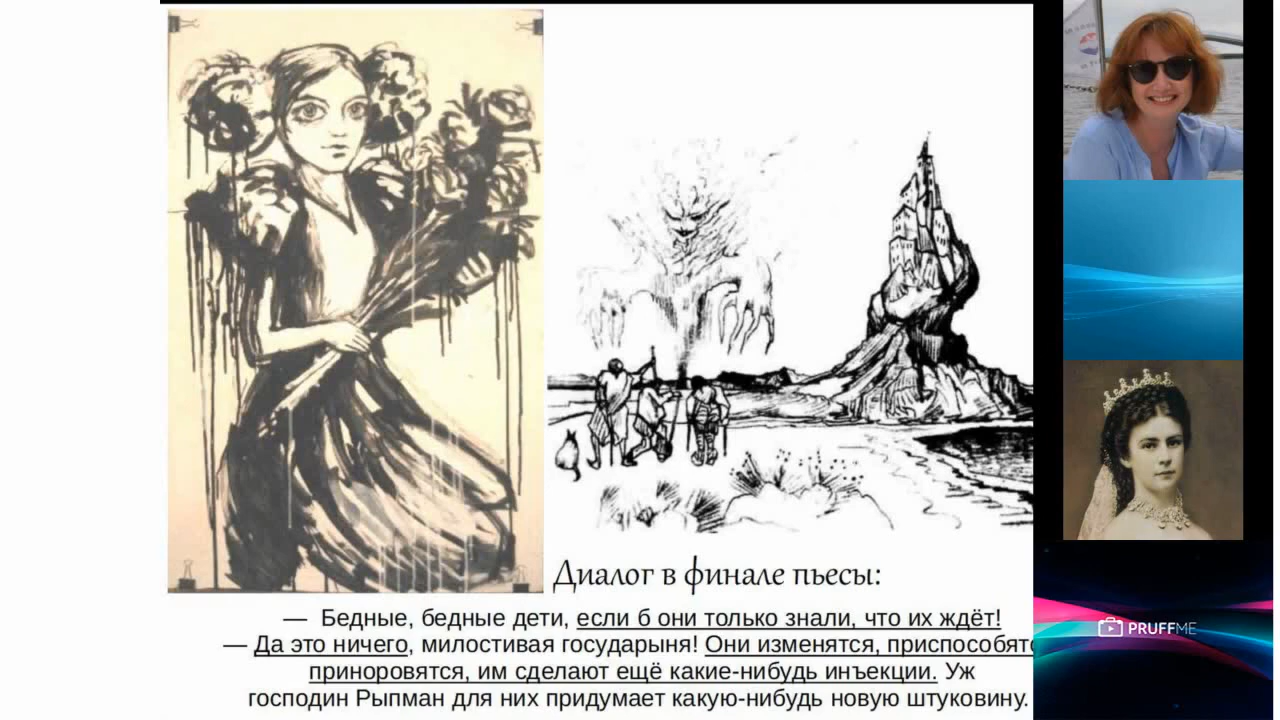 Диалог в финале пьесы:
— Бедные, бедные дети, если б они только знали, что их ждёт!
— Да это ничего, милостивая государыня! Они изменятся, приспособятс
приноровятся, им сделают ещё какие-нибудь инъекции. Уж
господин Рыпман для них придумает какую-нибудь новую штуковину.
PRUFFME